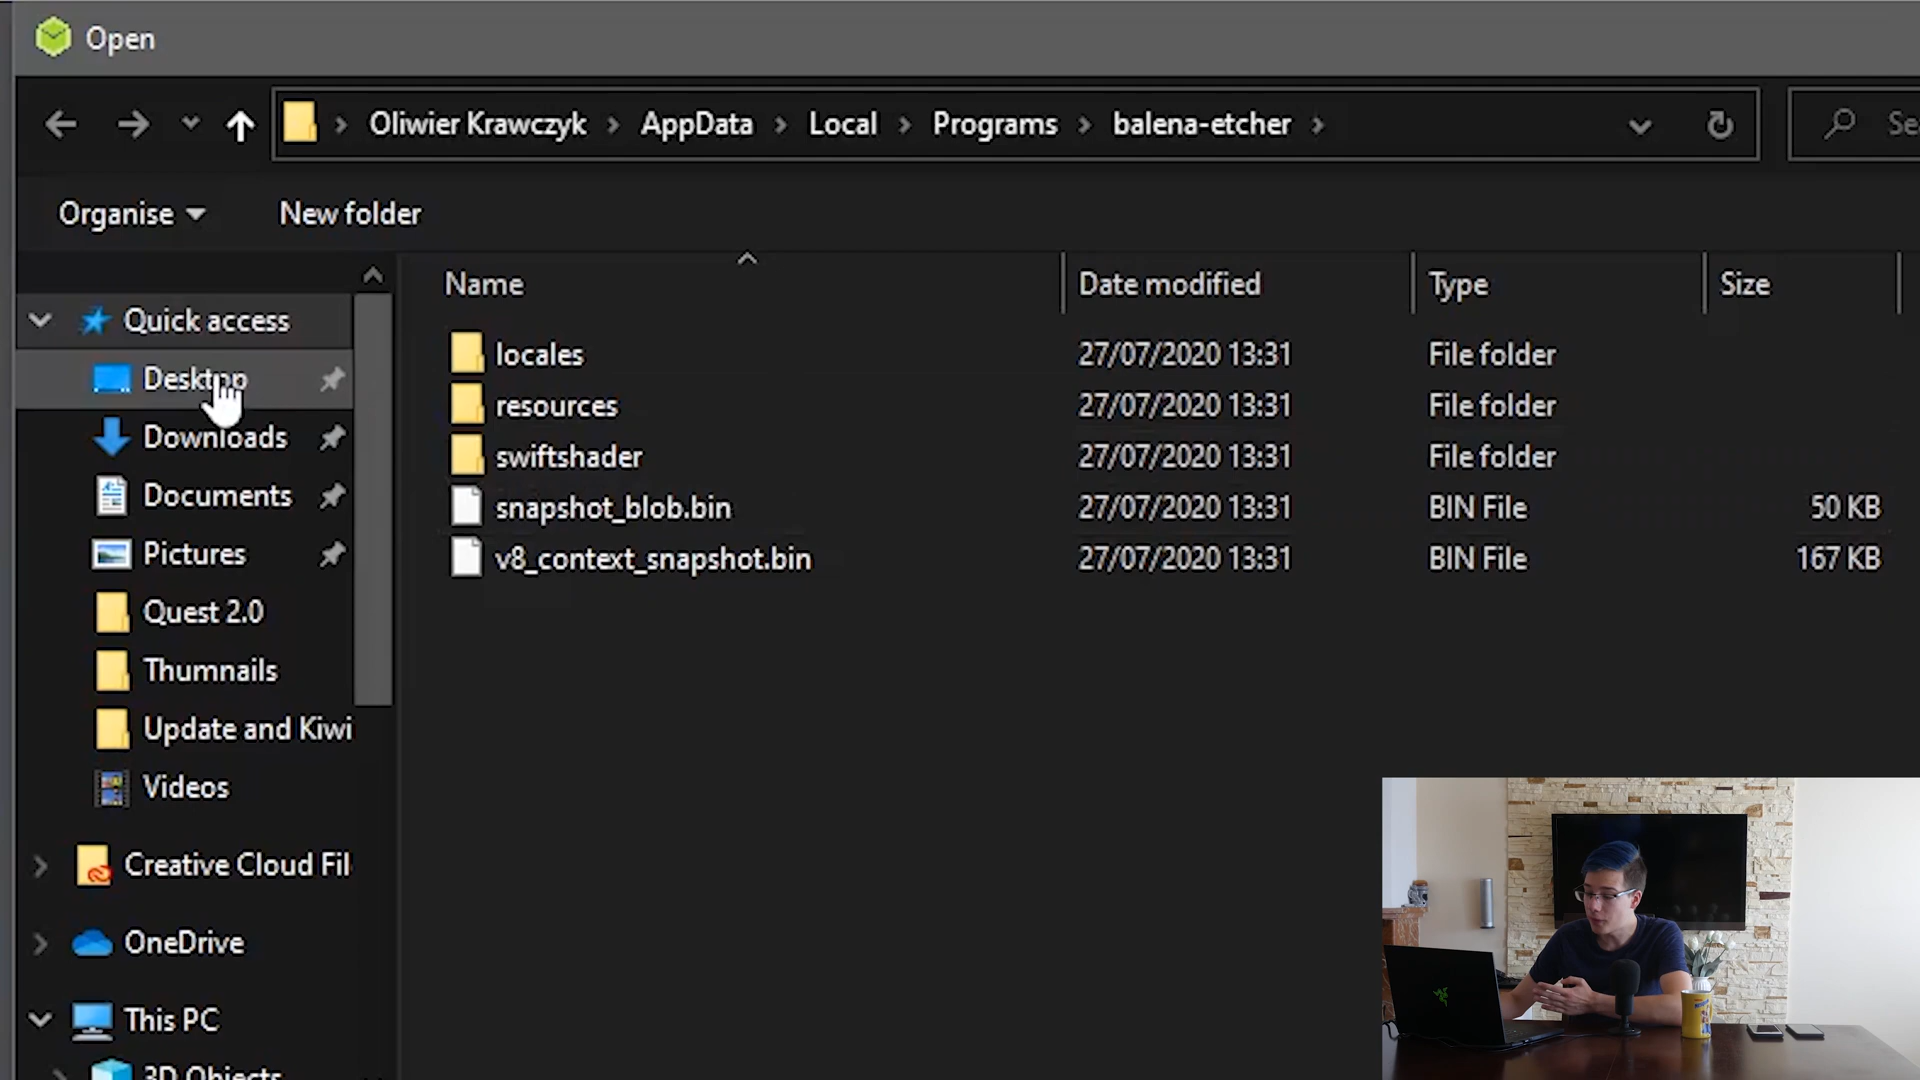 Open
Oliwier Krawczyk > AppData > Local > Programs > balena-etcher >
Se
Organise
New folder
Name
Date modified
Type
Size
Quick access
Desktop
Downloads
Documents
Pictures
Quest 2.0
Thumnails
Update and Kiwi
Videos
Creative Cloud Fil
OneDrive
This PC
3D Objects
locales 27/07/2020 13:31 File folder
resources 27/07/2020 13:31 File folder
swiftshader 27/07/2020 13:31 File folder
snapshot_blob.bin 27/07/2020 13:31 BIN File 50 KB
v8_context_snapshot.bin 27/07/2020 13:31 BIN File 167 KB